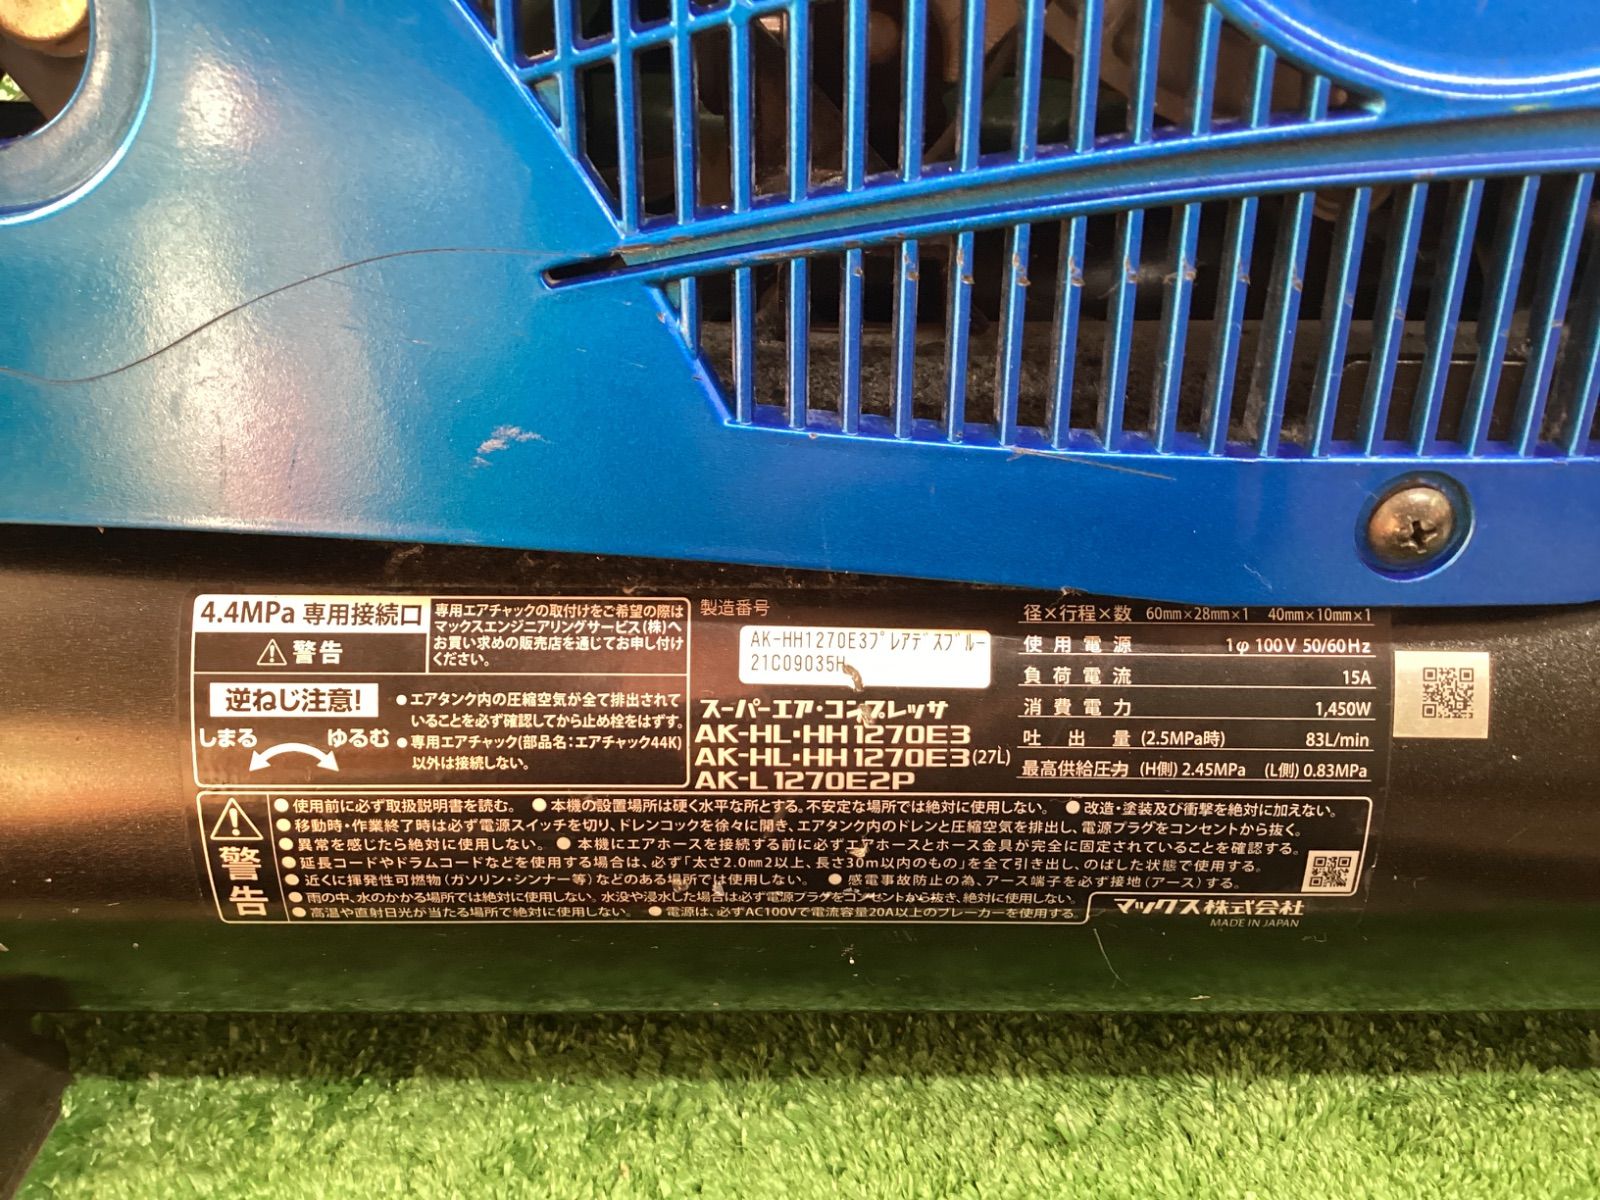 4.4MPa 専用接続口
警告
専用エアチャックの取付けをご希望の際は
マックスエンジニアリングサービス(株)へ
お買い求めの販売店を通じてお申し付け
ください。
逆ねじ注意!
しまる ゆるむ
●エアタンク内の圧縮空気が全て排出されて
いることを必ず確認してから止め栓をはずす。
●専用エアチャック(部品名:エアチャック44K)
以外は接続しない。
製造番号
AK-HH1270E3プレアデスブルー
21C09035H
スーパーエア・コンプレッサ
AK-HL・HH1270E3
AK-HL・HH1270E3(27L)
AK-L1270E2P
径×行程×数 60mm×28mm×1 40mm×10mm×1
使用電源 1φ 100V 50/60Hz
負荷電流 15A
消費電力 1,450W
吐出量 (2.5MPa時) 83L/min
最高供給圧力 (H側) 2.45MPa (L側) 0.83MPa
警告
●使用前に必ず取扱説明書を読む。 ●本機の設置場所は硬く水平な所とする。不安定な場所では絶対に使用しない。 ●改造・塗装及び衝撃を絶対に加えない。
●移動時・作業終了時は必ず電源スイッチを切り、ドレンコックを徐々に開き、エアタンク内のドレンと圧縮空気を排出し、電源プラグをコンセントから抜く。
●異常を感じたら絶対に使用しない。 ●本機にエアホースを接続する前に必ずエアホースとホース金具が完全に固定されていることを確認する。
●延長コードやドラムコードなどを使用する場合は、必ず「太さ2.0mm2以上、長さ30m以内のもの」を全て引き出し、のばした状態で使用する。
●近くに揮発性可燃物(ガソリン・シンナー等)などのある場所では使用しない。 ●感電事故防止の為、アース端子を必ず接地(アース)する。
●雨の中、水のかかる場所では絶対に使用しない。水没や浸水した場合は必ず電源プラグをコンセントから抜き、絶対に使用しない。
●高温や直射日光が当たる場所で絶対に使用しない。 ●電源は、必ずAC100Vで電流容量20A以上のブレーカーを使用する。
マックス株式会社
MADE IN JAPAN